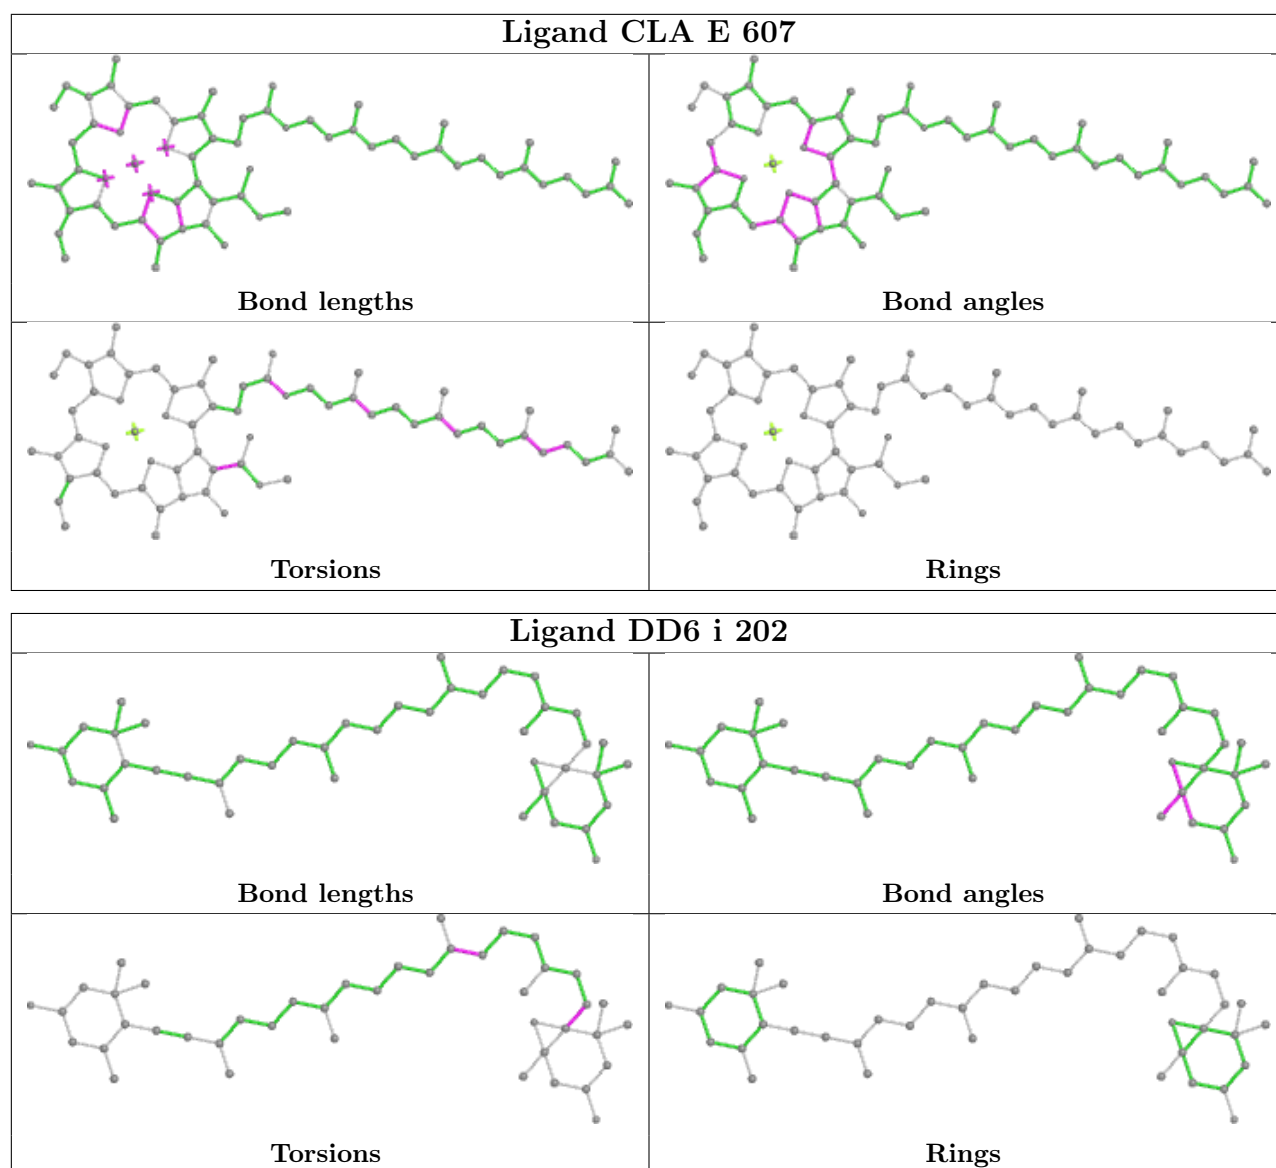 Ligand CLA E 607
Bond lengths
Bond angles
Torsions
Rings
Ligand DD6 i 202
Bond lengths
Bond angles
Torsions
Rings